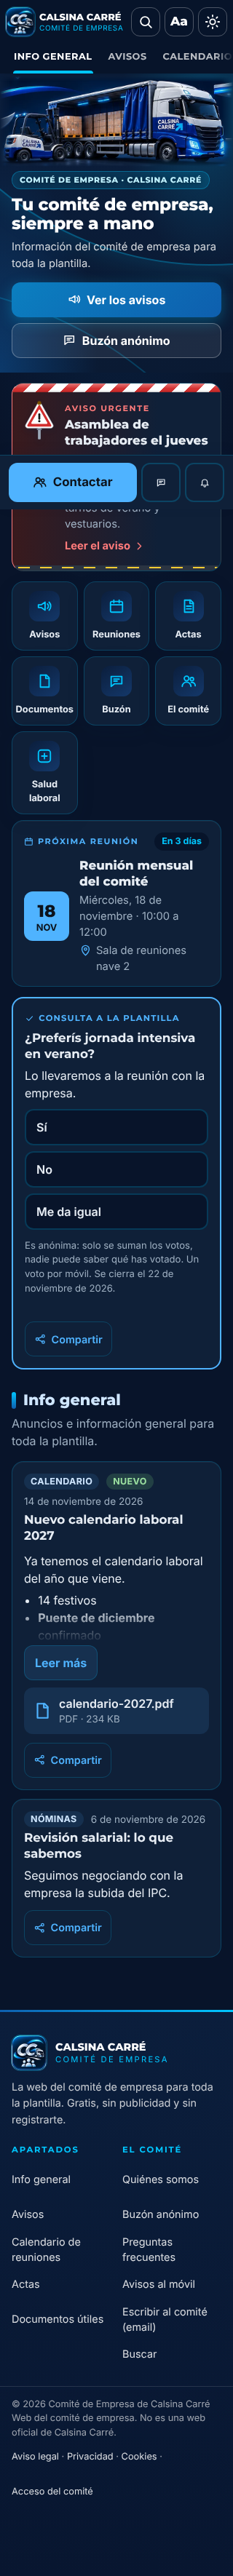 CALSINA CARRÉ
COMITÉ DE EMPRESA
Aa
INFO GENERAL
AVISOS
CALENDARIO
CALSINA CARRÉ
COMITÉ DE EMPRESA · CALSINA CARRÉ
Tu comité de empresa,
siempre a mano
Información del comité de empresa para
toda la plantilla.
Ver los avisos
Buzón anónimo
AVISO URGENTE
Asamblea de
trabajadores el jueves
Contactar
turnos de verano y
vestuarios.
Leer el aviso
Avisos
Reuniones
Actas
Documentos
Buzón
El comité
Salud
laboral
PRÓXIMA REUNIÓN
En 3 días
18
NOV
Reunión mensual
del comité
Miércoles, 18 de
noviembre · 10:00 a
12:00
Sala de reuniones
nave 2
CONSULTA A LA PLANTILLA
¿Preferís jornada intensiva
en verano?
Lo llevaremos a la reunión con la
empresa.
Sí
No
Me da igual
Es anónima: solo se suman los votos,
nadie puede saber qué has votado. Un
voto por móvil. Se cierra el 22 de
noviembre de 2026.
Compartir
Info general
Anuncios e información general para
toda la plantilla.
CALENDARIO
NUEVO
14 de noviembre de 2026
Nuevo calendario laboral
2027
Ya tenemos el calendario laboral
del año que viene.
• 14 festivos
• Puente de diciembre
confirmado
Leer más
calendario-2027.pdf
PDF · 234 KB
Compartir
NÓMINAS
6 de noviembre de 2026
Revisión salarial: lo que
sabemos
Seguimos negociando con la
empresa la subida del IPC.
Compartir
CALSINA CARRÉ
COMITÉ DE EMPRESA
La web del comité de empresa para toda
la plantilla. Gratis, sin publicidad y sin
registrarte.
APARTADOS
Info general
Avisos
Calendario de
reuniones
Actas
Documentos útiles
EL COMITÉ
Quiénes somos
Buzón anónimo
Preguntas
frecuentes
Avisos al móvil
Escribir al comité
(email)
Buscar
© 2026 Comité de Empresa de Calsina Carré
Web del comité de empresa. No es una web
oficial de Calsina Carré.
Aviso legal · Privacidad · Cookies ·
Acceso del comité